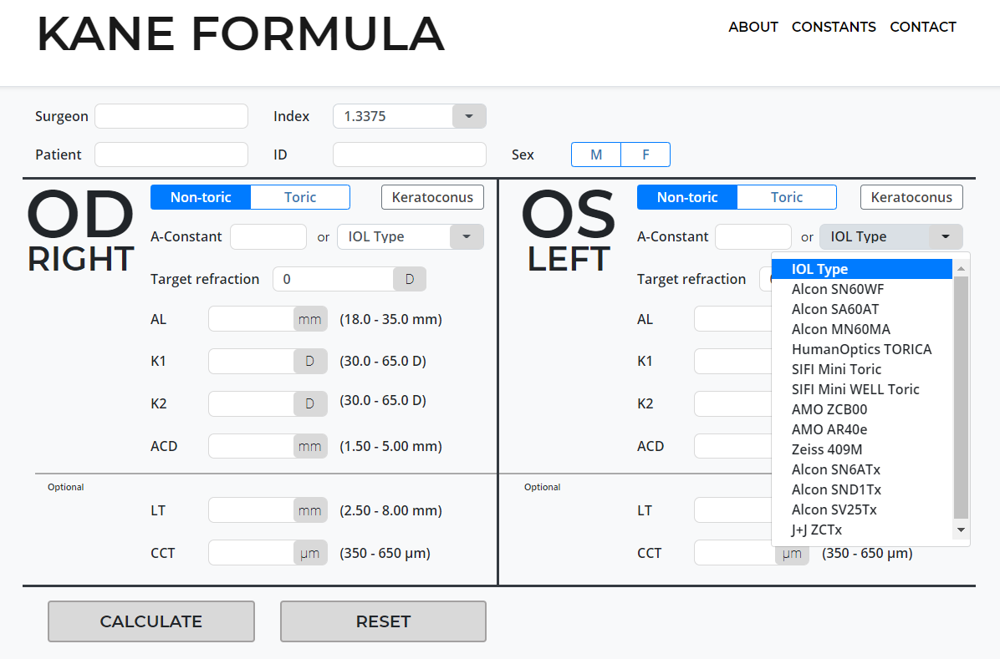 KANE FORMULA
ABOUT CONSTANTS CONTACT
Surgeon Index 1.3375
Patient ID Sex M F
OD
RIGHT
Non-toric Toric Keratoconus
A-Constant or IOL Type
Target refraction 0 D
AL mm (18.0 - 35.0 mm)
K1 D (30.0 - 65.0 D)
K2 D (30.0 - 65.0 D)
ACD mm (1.50 - 5.00 mm)
Optional
LT mm (2.50 - 8.00 mm)
CCT µm (350 - 650 µm)
OS
LEFT
Non-toric Toric Keratoconus
A-Constant or IOL Type
Target refraction
AL
K1
K2
ACD
Optional
LT
CCT µm (350 - 650 µm)
IOL Type
Alcon SN60WF
Alcon SA60AT
Alcon MN60MA
HumanOptics TORICA
SIFI Mini Toric
SIFI Mini WELL Toric
AMO ZCB00
AMO AR40e
Zeiss 409M
Alcon SN6ATx
Alcon SND1Tx
Alcon SV25Tx
J+J ZCTx
CALCULATE RESET